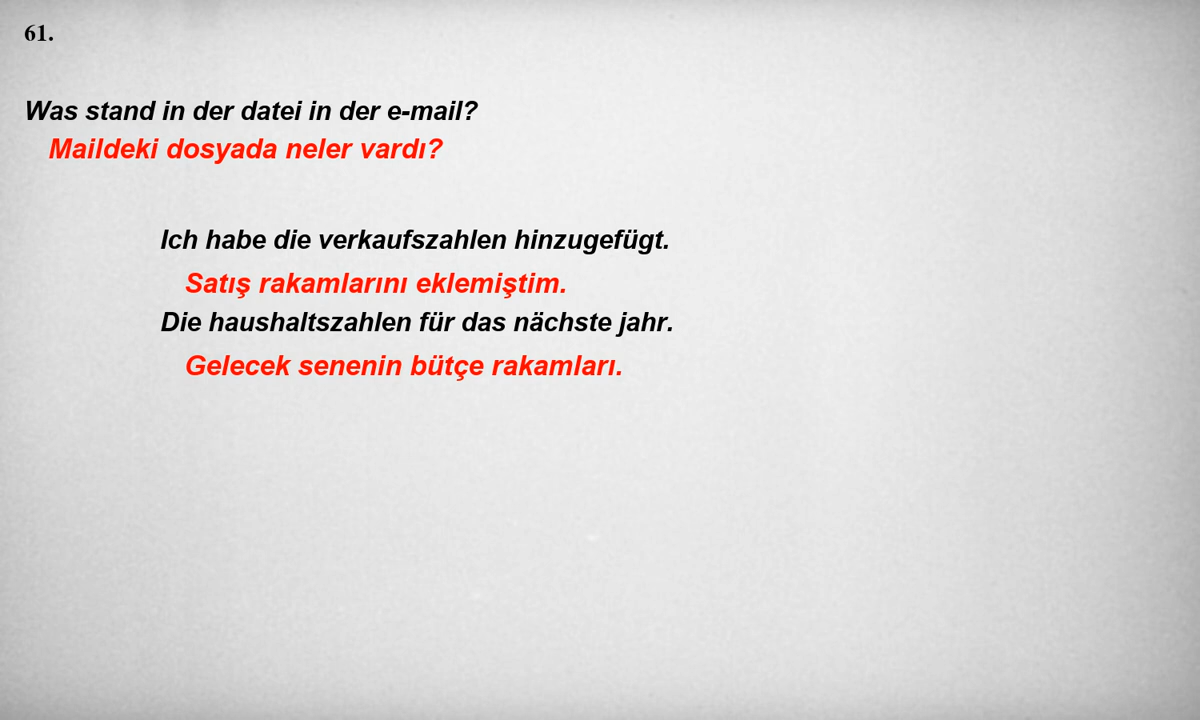 61.
Was stand in der datei in der e-mail?
Maildeki dosyada neler vardı?
Ich habe die verkaufszahlen hinzugefügt.
Satış rakamlarını eklemiştim.
Die haushaltszahlen für das nächste jahr.
Gelecek senenin bütçe rakamları.